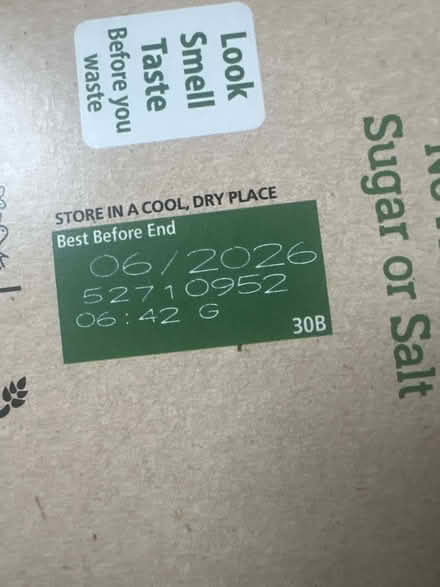 Look
Smell
Taste
Before you
waste
STORE IN A COOL, DRY PLACE
Best Before End
06/2026
52710952
06:42 G
30B
Sugar or Salt